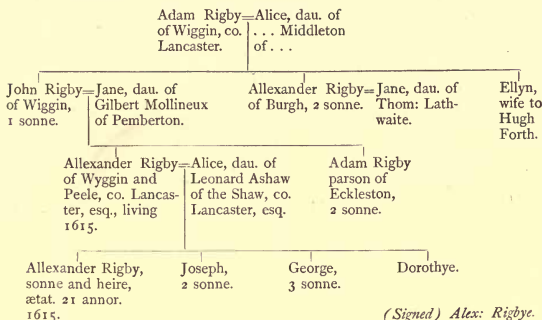 Adam Rigby=Alice, dau. of
of Wiggin, co. . . . Middleton
Lancaster. of . . .
John Rigby=Jane, dau. of
of Wiggin, Gilbert Mollineux
1 sonne. of Pemberton.
Allexander Rigby=Jane, dau. of
of Burgh, 2 sonne. Thom: Lath-
waite.
Ellyn,
wife to
Hugh
Forth.
Allexander Rigby=Alice, dau. of
of Wyggin and Leonard Ashaw
Peele, co. Lancas- of the Shaw, co.
ter, esq., living Lancaster, esq.
1615.
Adam Rigby
parson of
Eckleston,
2 sonne.
Allexander Rigby,
sonne and heire,
ætat. 21 annor.
1615.
Joseph,
2 sonne.
George,
3 sonne.
Dorothye.
(Signed) Alex: Rigbye.